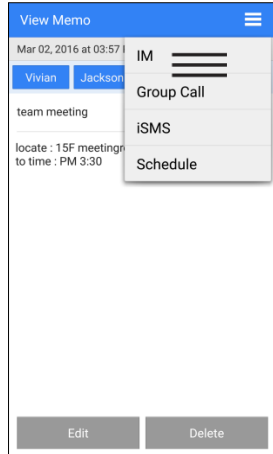 View Memo
Mar 02, 2016 at 03:57
IM
Vivian
Jackson
Group Call
team meeting
iSMS
locate : 15F
to time : PM 3:30
Schedule
Edit
Delete